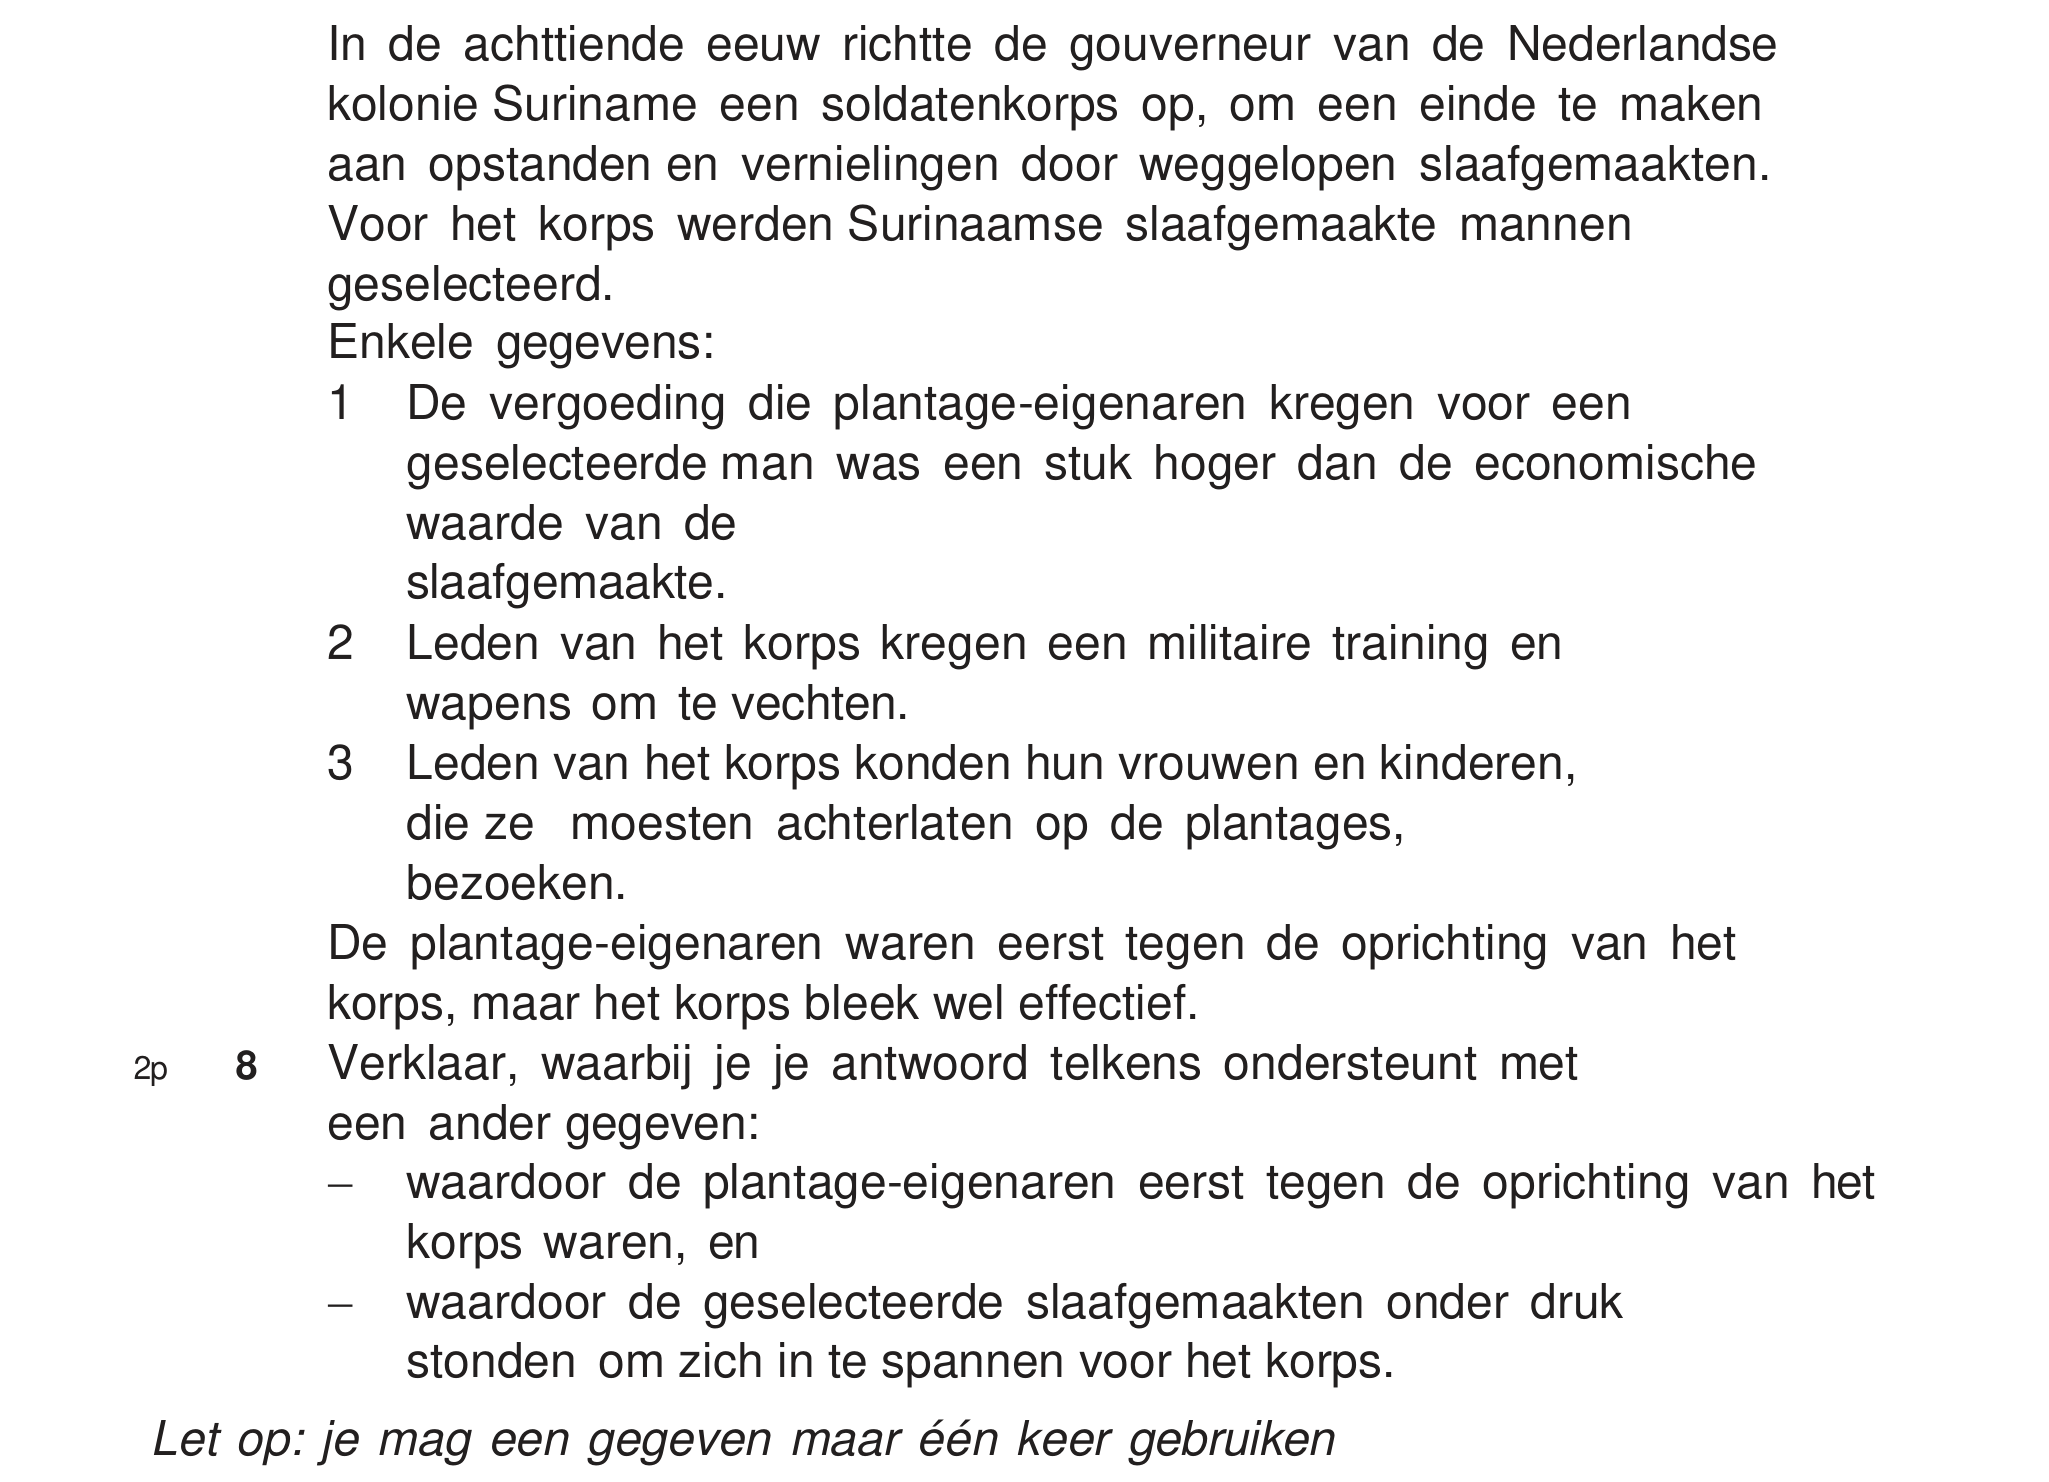 In de achttiende eeuw richtte de gouverneur van de Nederlandse
kolonie Suriname een soldatenkorps op, om een einde te maken
aan opstanden en vernielingen door weggelopen slaafgemaakten.
Voor het korps werden Surinaamse slaafgemaakte mannen
geselecteerd.
Enkele gegevens:
1 De vergoeding die plantage-eigenaren kregen voor een
geselecteerde man was een stuk hoger dan de economische
waarde van de
slaafgemaakte.
2 Leden van het korps kregen een militaire training en
wapens om te vechten.
3 Leden van het korps konden hun vrouwen en kinderen,
die ze moesten achterlaten op de plantages,
bezoeken.
De plantage-eigenaren waren eerst tegen de oprichting van het
korps, maar het korps bleek wel effectief.
2p 8 Verklaar, waarbij je je antwoord telkens ondersteunt met
een ander gegeven:
– waardoor de plantage-eigenaren eerst tegen de oprichting van het
korps waren, en
– waardoor de geselecteerde slaafgemaakten onder druk
stonden om zich in te spannen voor het korps.
Let op: je mag een gegeven maar één keer gebruiken